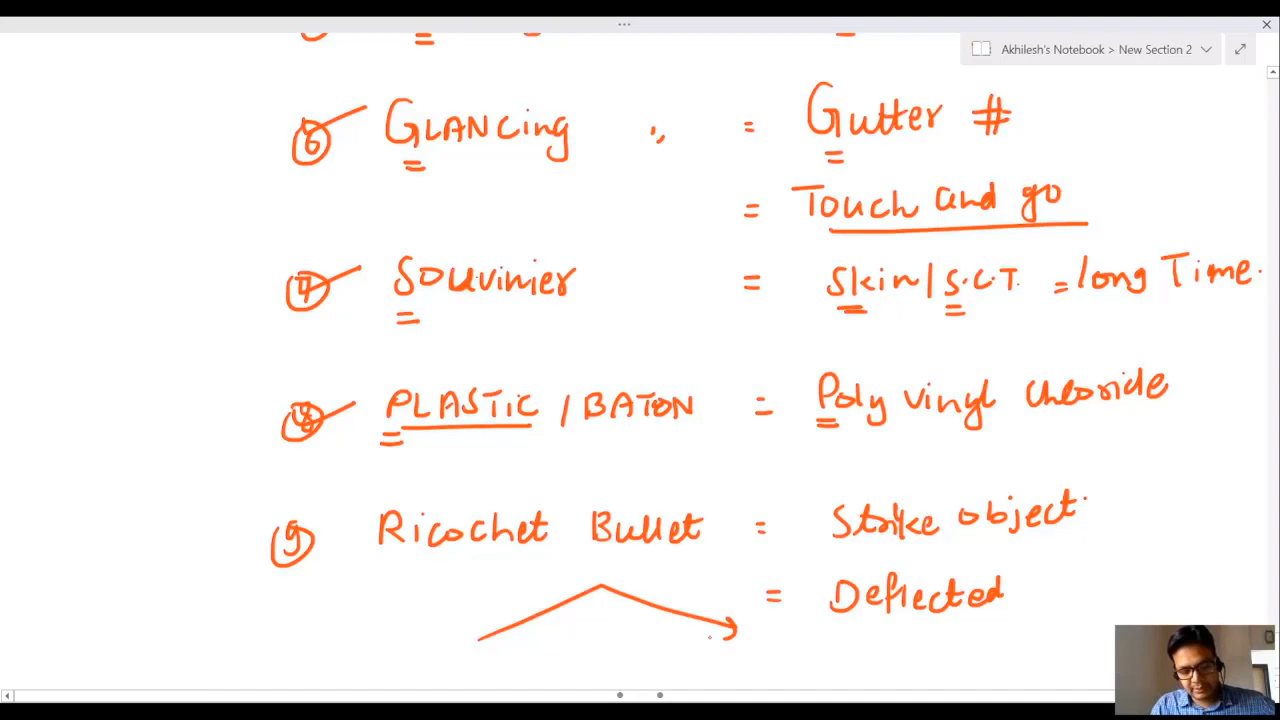 Akhilesh's Notebook > New Section 2
6 GLANCing " = Gutter #
= Touch and go
7 Souvinier = Skin/S.C.T. = long Time.
8 PLASTIC / BATON = Poly vinyl chloride
9 Ricochet Bullet = Strike object
= Deflected